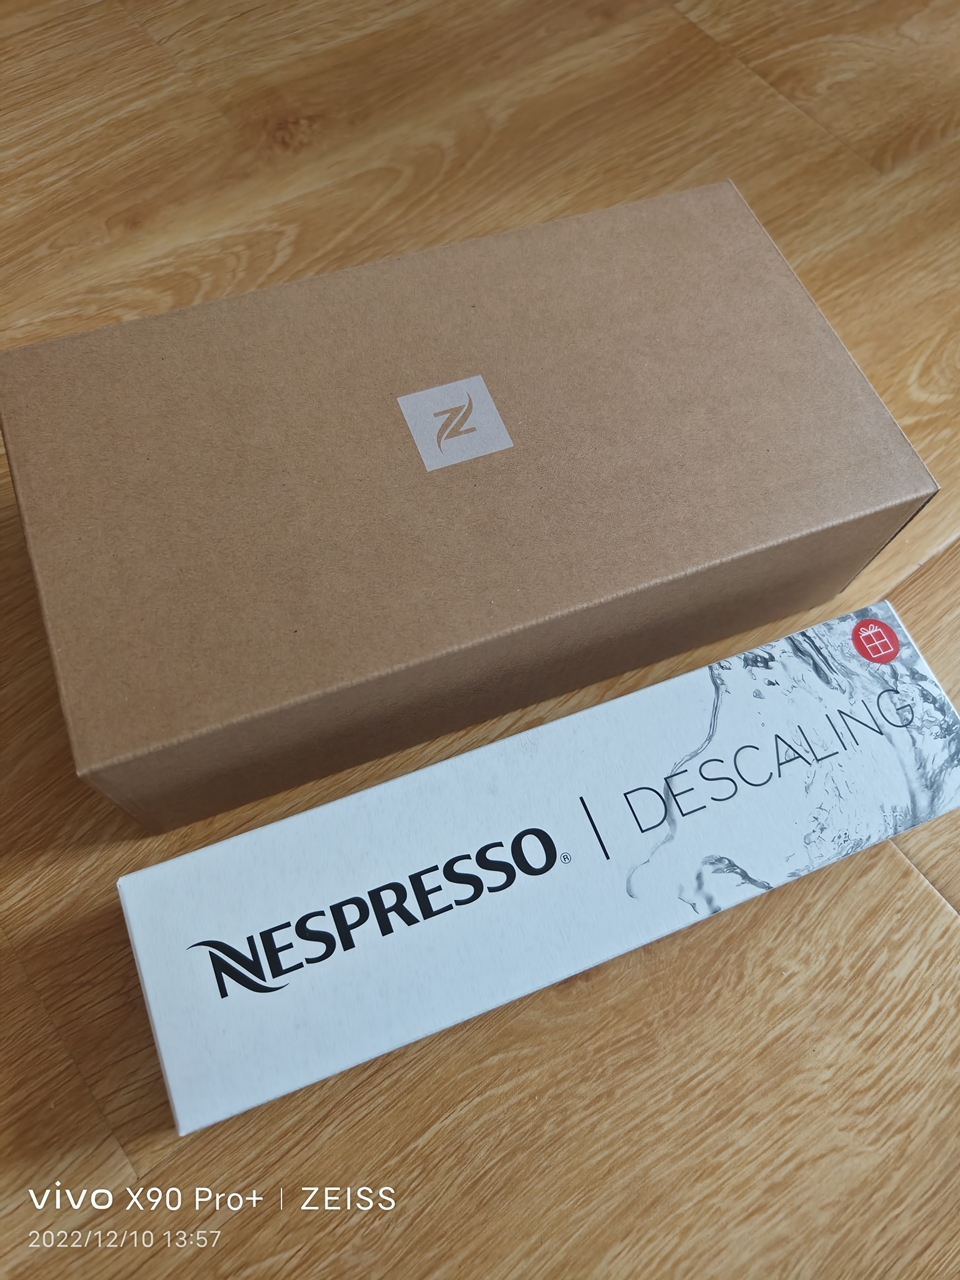 NESPRESSO® | DESCALING
vivo X90 Pro+ | ZEISS
2022/12/10 13:57